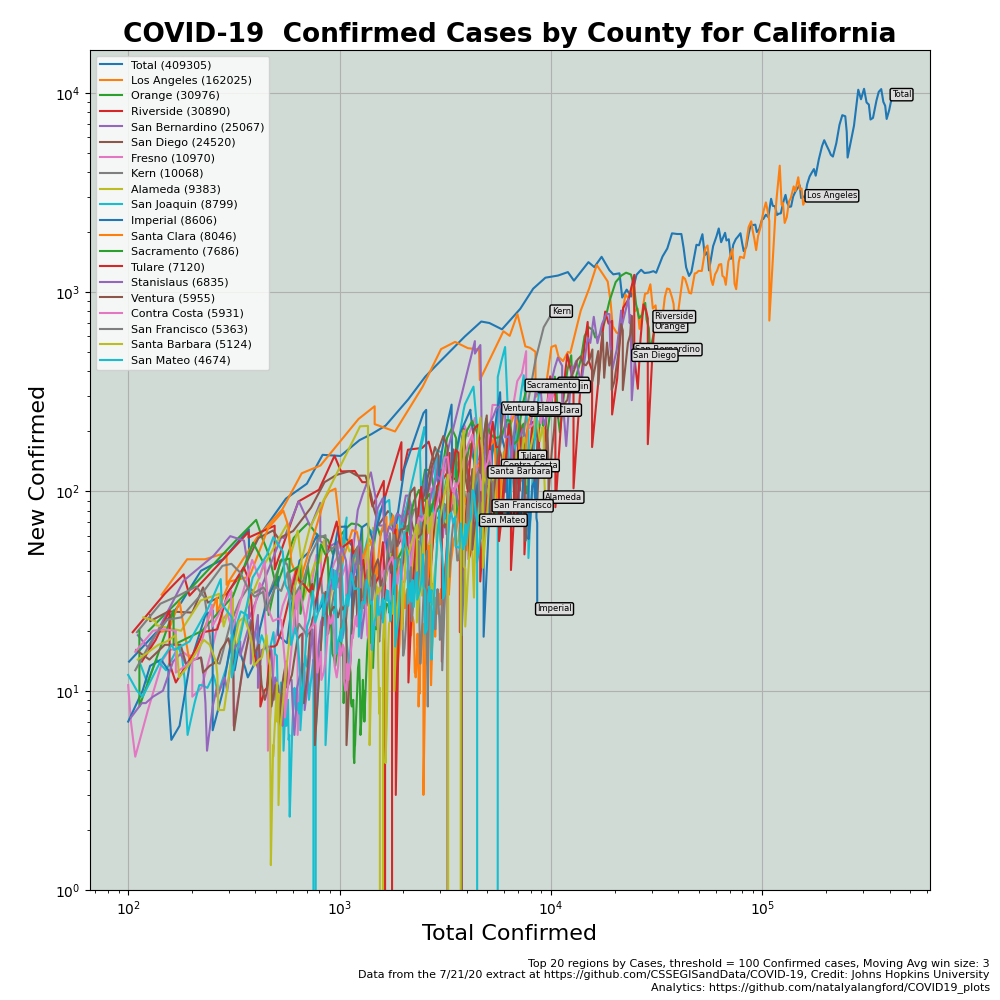 COVID-19  Confirmed Cases by County for California
Total (409305)
Los Angeles (162025)
Orange (30976)
Riverside (30890)
San Bernardino (25067)
San Diego (24520)
Fresno (10970)
Kern (10068)
Alameda (9383)
San Joaquin (8799)
Imperial (8606)
Santa Clara (8046)
Sacramento (7686)
Tulare (7120)
Stanislaus (6835)
Ventura (5955)
Contra Costa (5931)
San Francisco (5363)
Santa Barbara (5124)
San Mateo (4674)
New Confirmed
10⁴
10³
10²
10¹
10⁰
Total
Los Angeles
Kern
Riverside
Orange
San Bernardino
San Diego
Sacramento
Ventura
Tulare
Contra Costa
Santa Barbara
Alameda
San Francisco
San Mateo
Imperial
10² 10³ 10⁴ 10⁵
Total Confirmed
Top 20 regions by Cases, threshold = 100 Confirmed cases, Moving Avg win size: 3
Data from the 7/21/20 extract at https://github.com/CSSEGISandData/COVID-19, Credit: Johns Hopkins University
Analytics: https://github.com/natalyalangford/COVID19_plots